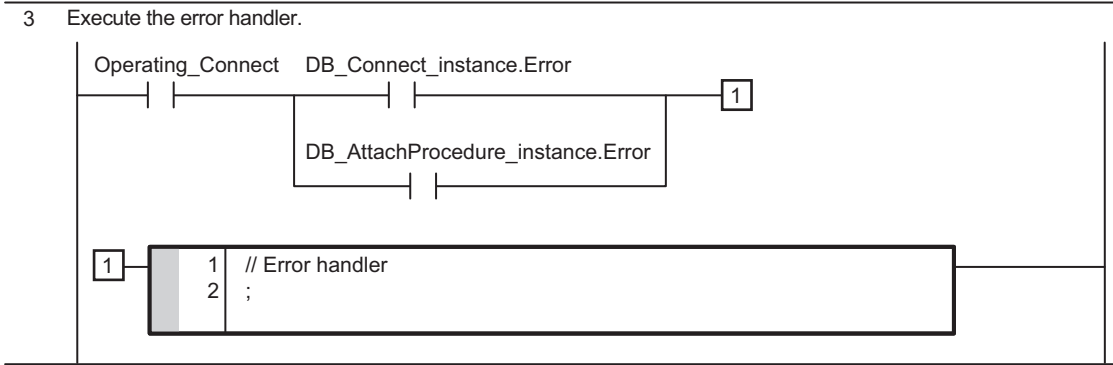 3 Execute the error handler.
Operating_Connect DB_Connect_instance.Error
1
DB_AttachProcedure_instance.Error
1
1 // Error handler
2 ;